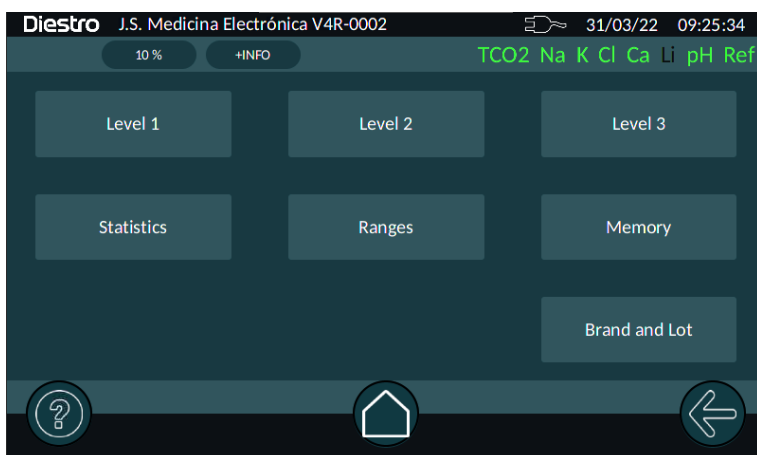 Diestro J.S. Medicina Electrónica V4R-0002 31/03/22 09:25:34
10 % +INFO TCO2 Na K Cl Ca Li pH Ref
Level 1 Level 2 Level 3
Statistics Ranges Memory
Brand and Lot
?